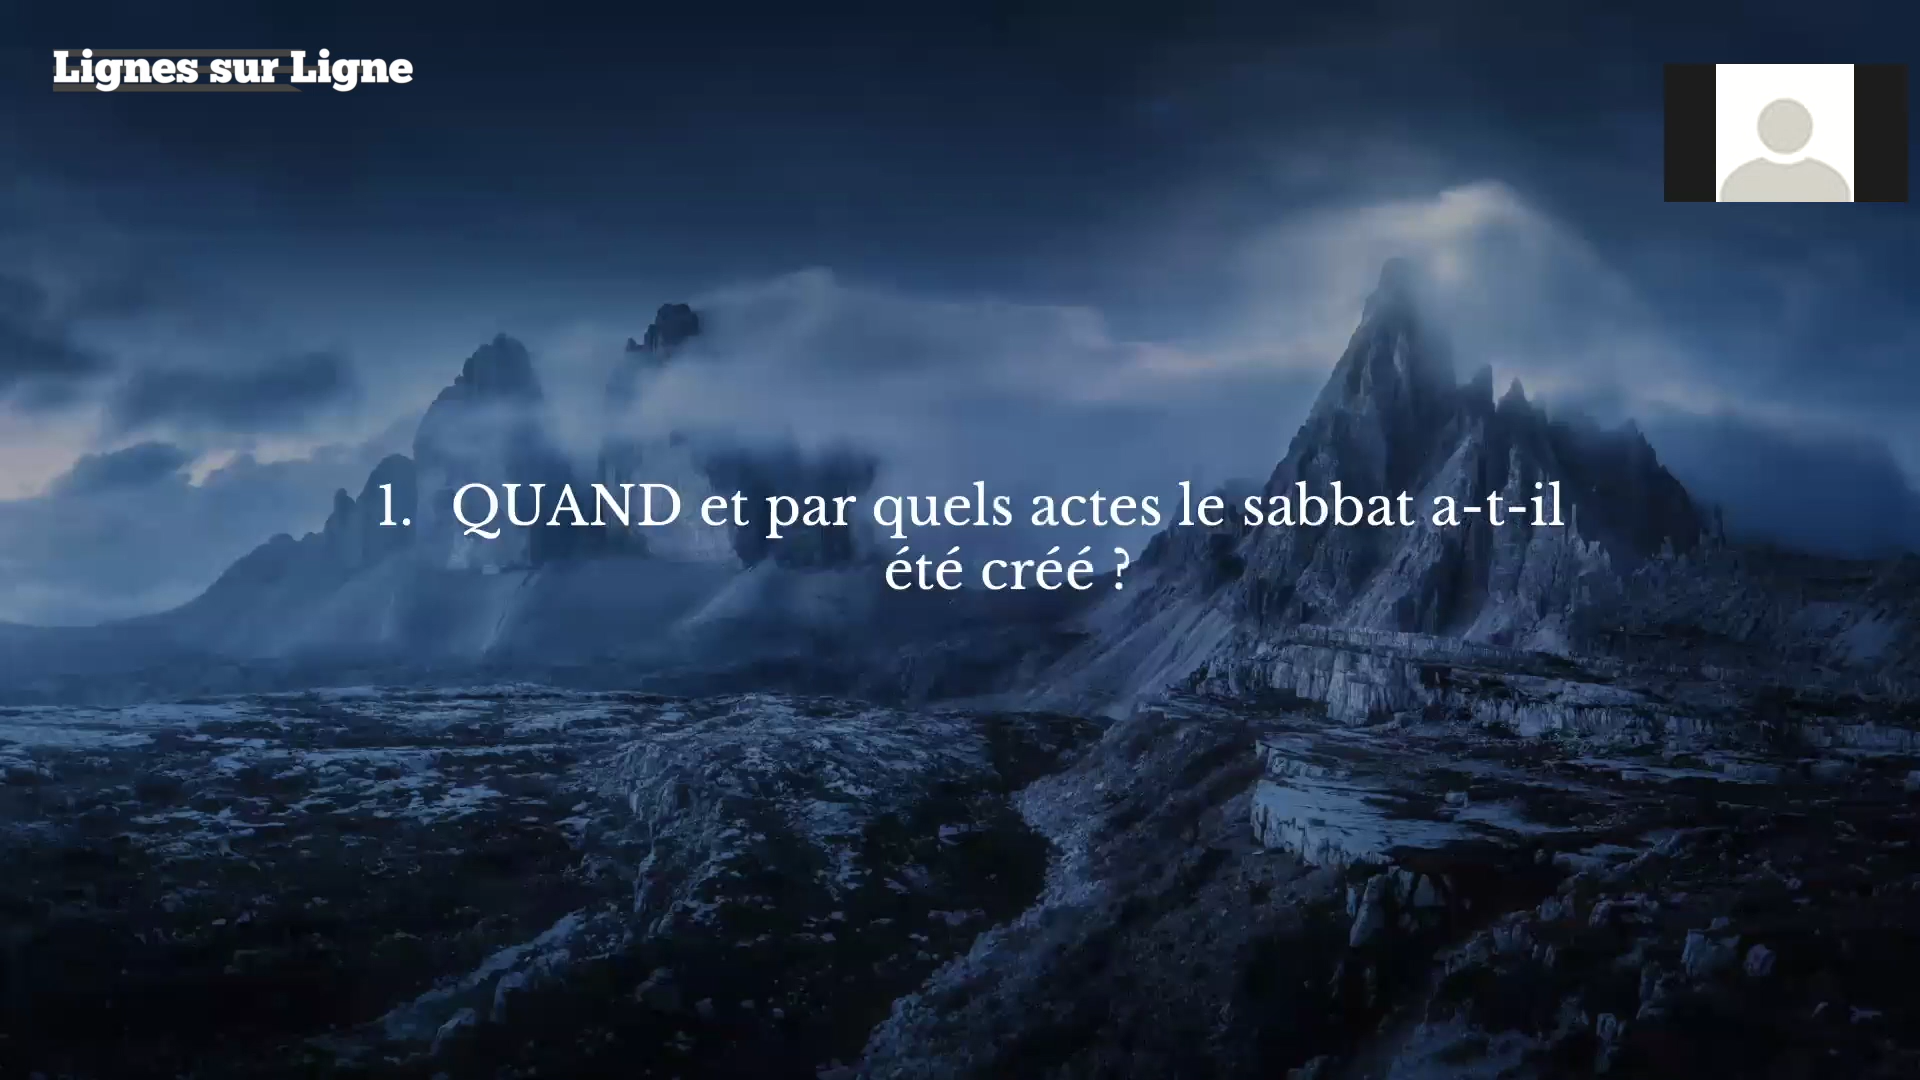 Lignes sur Ligne
1. QUAND et par quels actes le sabbat a-t-il
été créé ?